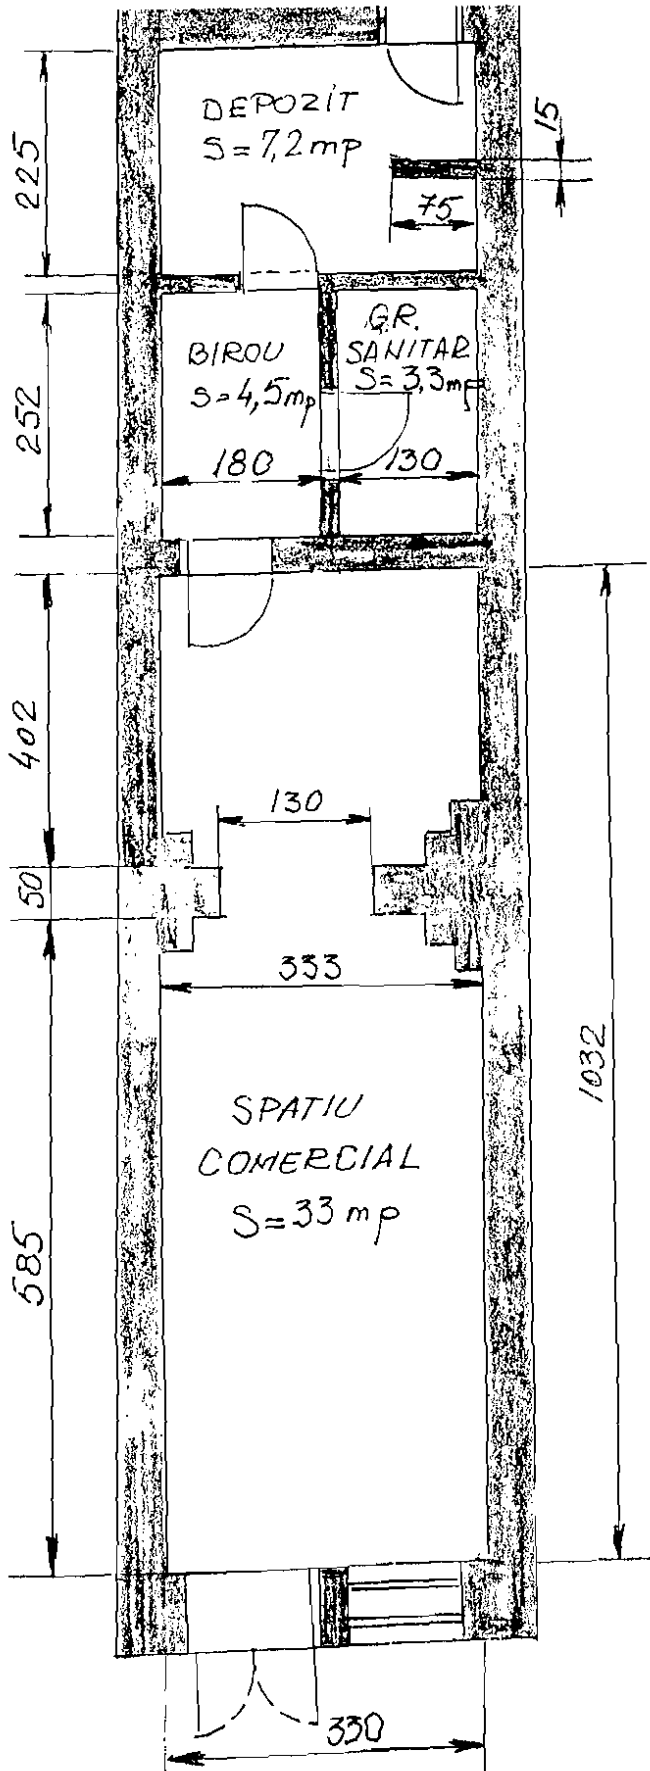 DEPOZIT
S=7,2mp
15
225
75
GR.
SANITAR
S=3,3mp
BIROU
S=4,5mp
252
180
130
402
130
50
333
1032
SPATIU
COMERCIAL
S=33mp
585
330